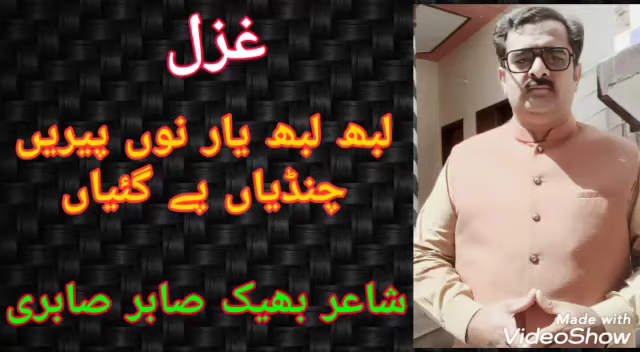 غزل
لبھ لبھ یار نوں پیریں
چنڈیاں پے گئیاں
شاعر بھیک صابر صابری
Made with
VideoShow